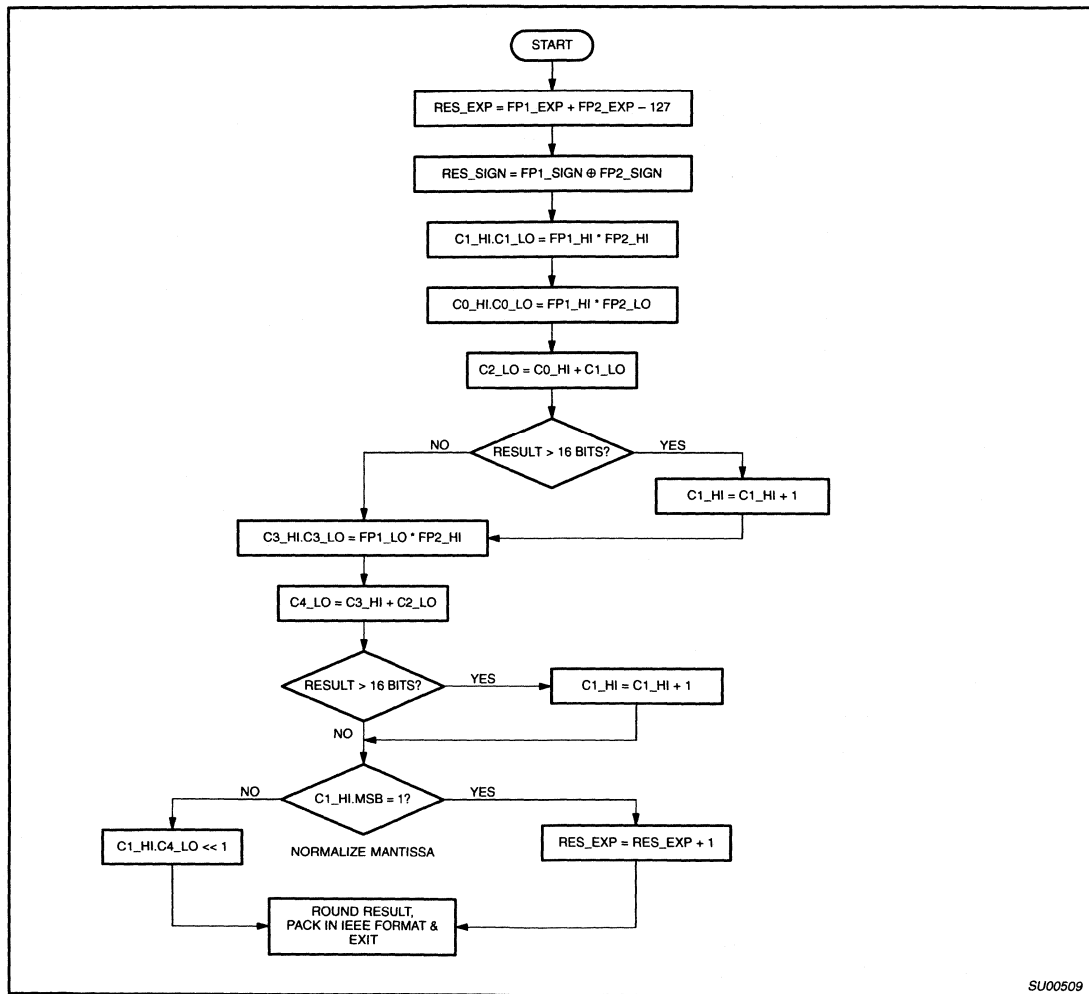 START
RES_EXP = FP1_EXP + FP2_EXP – 127
RES_SIGN = FP1_SIGN ⊕ FP2_SIGN
C1_HI.C1_LO = FP1_HI * FP2_HI
C0_HI.C0_LO = FP1_HI * FP2_LO
C2_LO = C0_HI + C1_LO
NO
RESULT > 16 BITS?
YES
C1_HI = C1_HI + 1
C3_HI.C3_LO = FP1_LO * FP2_HI
C4_LO = C3_HI + C2_LO
RESULT > 16 BITS?
YES
C1_HI = C1_HI + 1
NO
NO
C1_HI.MSB = 1?
YES
C1_HI.C4_LO << 1
NORMALIZE MANTISSA
RES_EXP = RES_EXP + 1
ROUND RESULT,
PACK IN IEEE FORMAT &
EXIT
SU00509